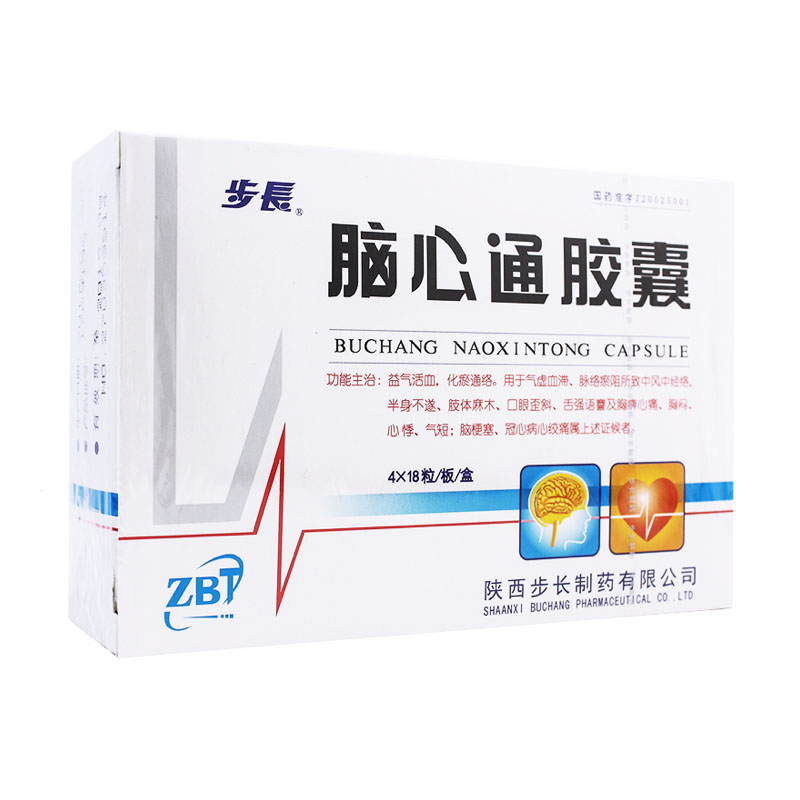 步長®
国药准字Z20025001
脑心通胶囊
BUCHANG NAOXINTONG CAPSULE
功能主治：益气活血，化瘀通络。用于气虚血滞、脉络瘀阻所致中风中经络，
半身不遂、肢体麻木、口眼歪斜、舌强语謇及胸痹心痛、胸闷、
心悸、气短；脑梗塞、冠心病心绞痛属上述证候者。
4×18粒/板/盒
ZBT
陕西步长制药有限公司
SHAANXI BUCHANG PHARMACEUTICAL CO.,LTD.